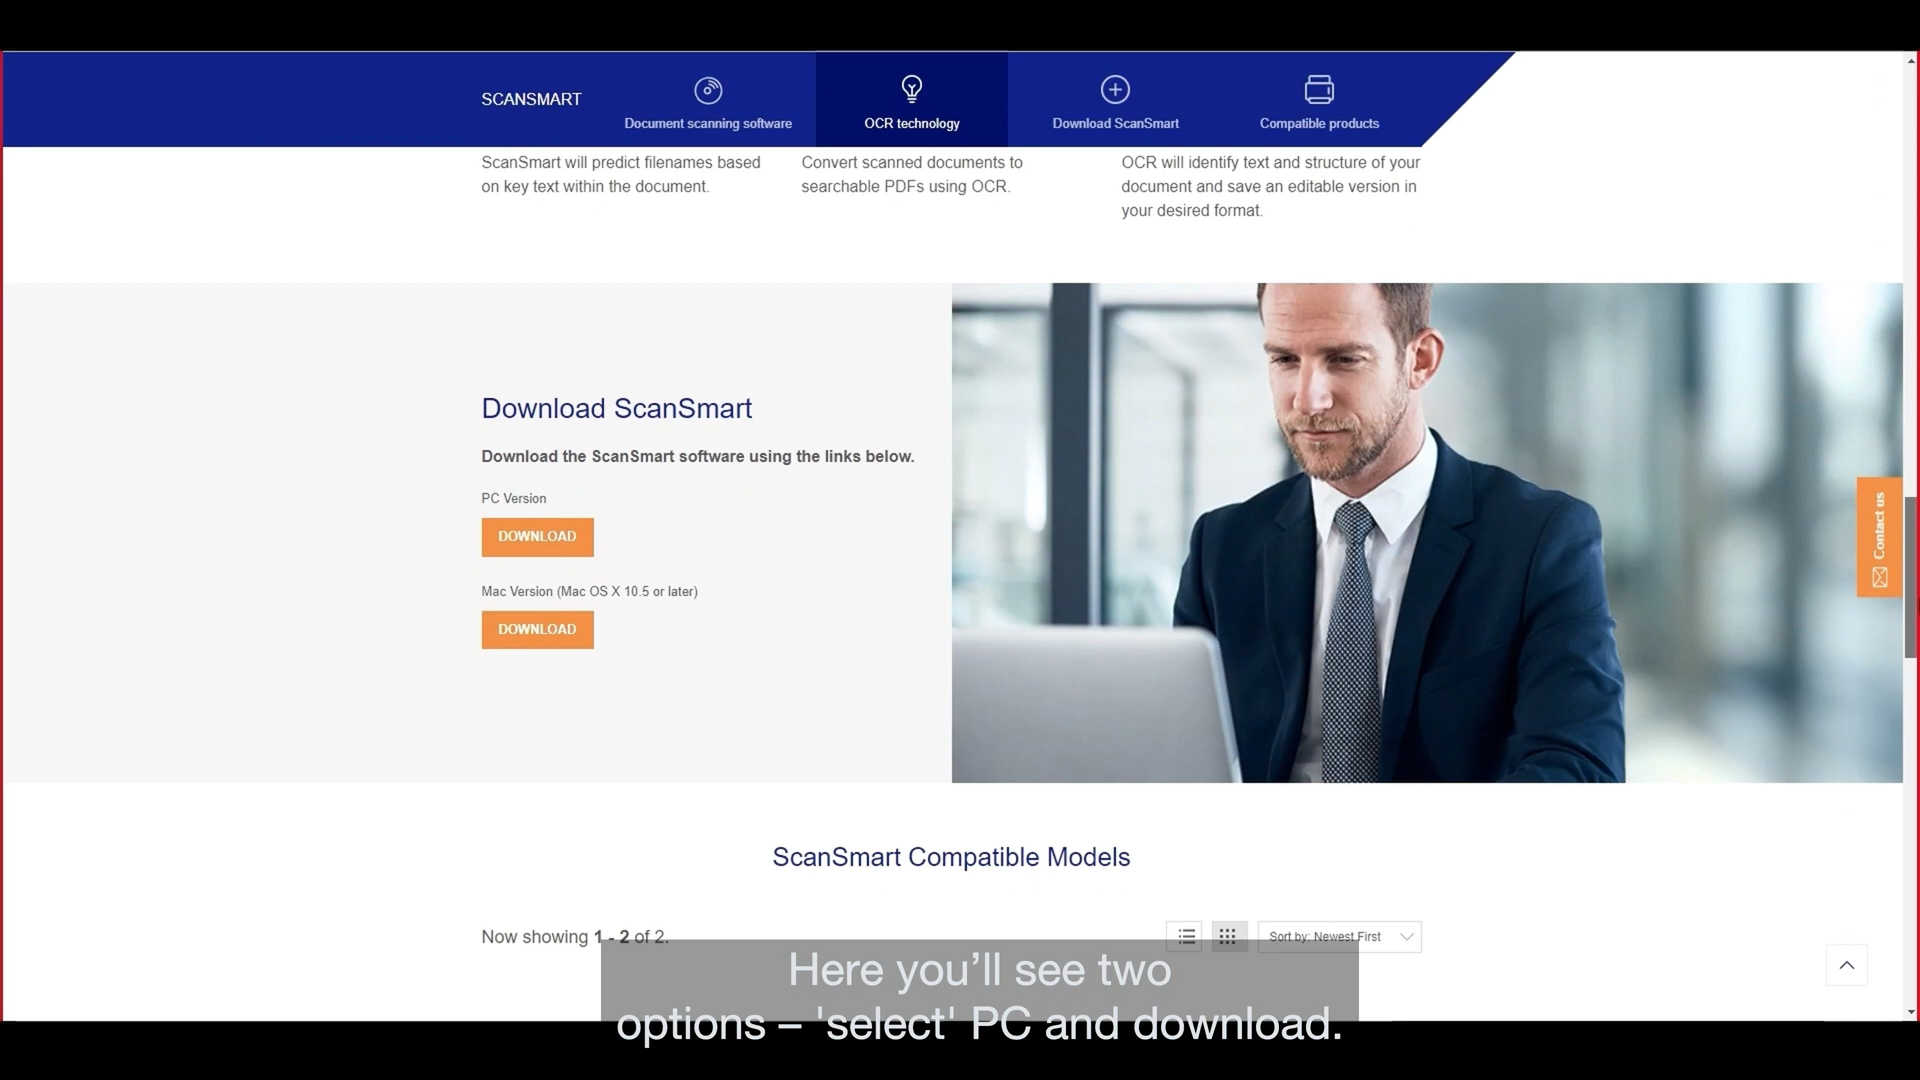 SCANSMART
Document scanning software
OCR technology
Download ScanSmart
Compatible products
ScanSmart will predict filenames based
on key text within the document.
Convert scanned documents to
searchable PDFs using OCR.
OCR will identify text and structure of your
document and save an editable version in
your desired format.
Download ScanSmart
Download the ScanSmart software using the links below.
PC Version
DOWNLOAD
Mac Version (Mac OS X 10.5 or later)
DOWNLOAD
Contact us
ScanSmart Compatible Models
Now showing 1 - 2 of 2.
Sort by: Newest First
Here you’ll see two
options – 'select' PC and download.